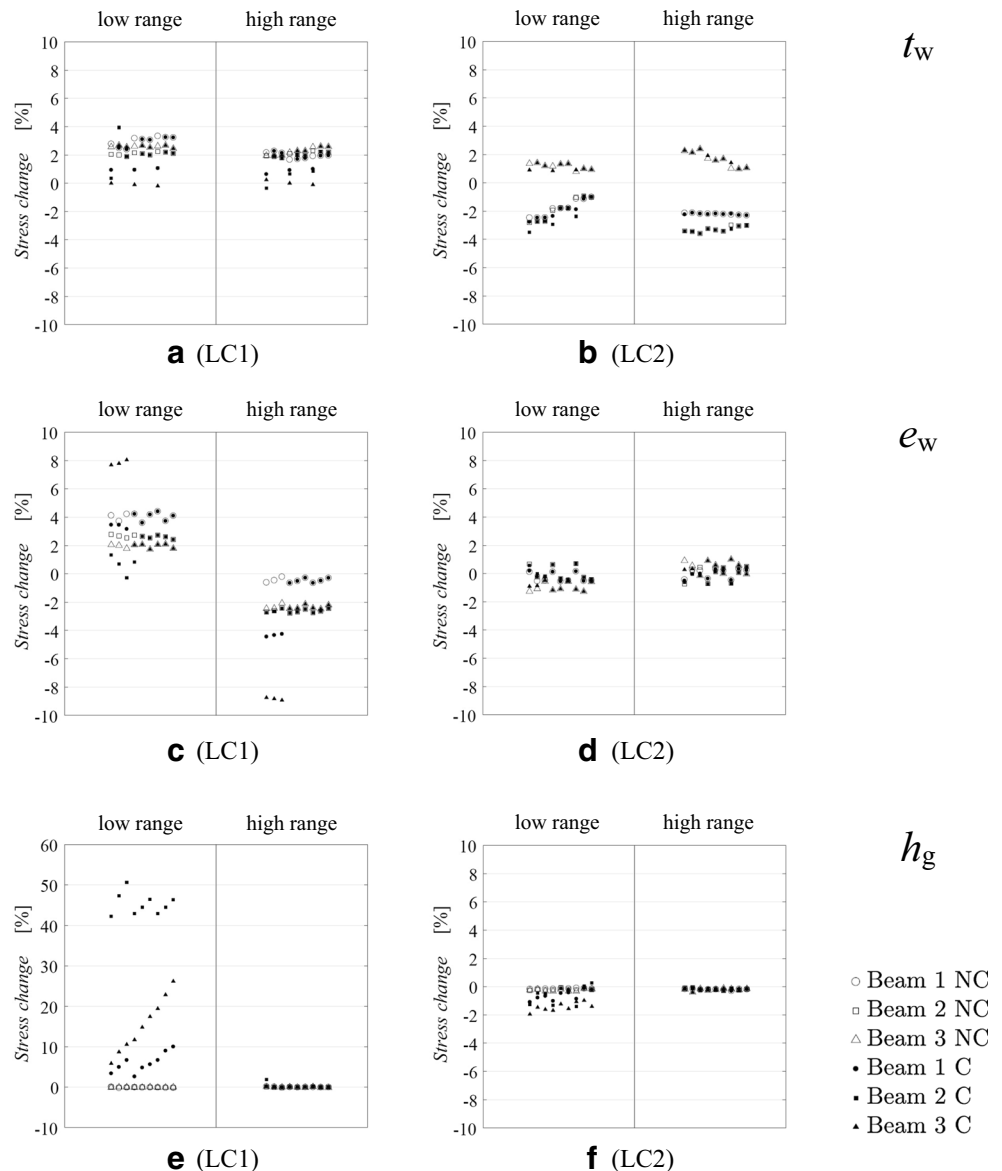 low range high range
10
8
6
4
2
0
-2
-4
-6
-8
-10
Stress change [%]
a (LC1)
low range high range
10
8
6
4
2
0
-2
-4
-6
-8
-10
Stress change [%]
b (LC2)
tw
low range high range
10
8
6
4
2
0
-2
-4
-6
-8
-10
Stress change [%]
c (LC1)
low range high range
10
8
6
4
2
0
-2
-4
-6
-8
-10
Stress change [%]
d (LC2)
ew
low range high range
60
50
40
30
20
10
0
-10
Stress change [%]
e (LC1)
low range high range
10
8
6
4
2
0
-2
-4
-6
-8
-10
Stress change [%]
f (LC2)
hg
Beam 1 NC
Beam 2 NC
Beam 3 NC
Beam 1 C
Beam 2 C
Beam 3 C